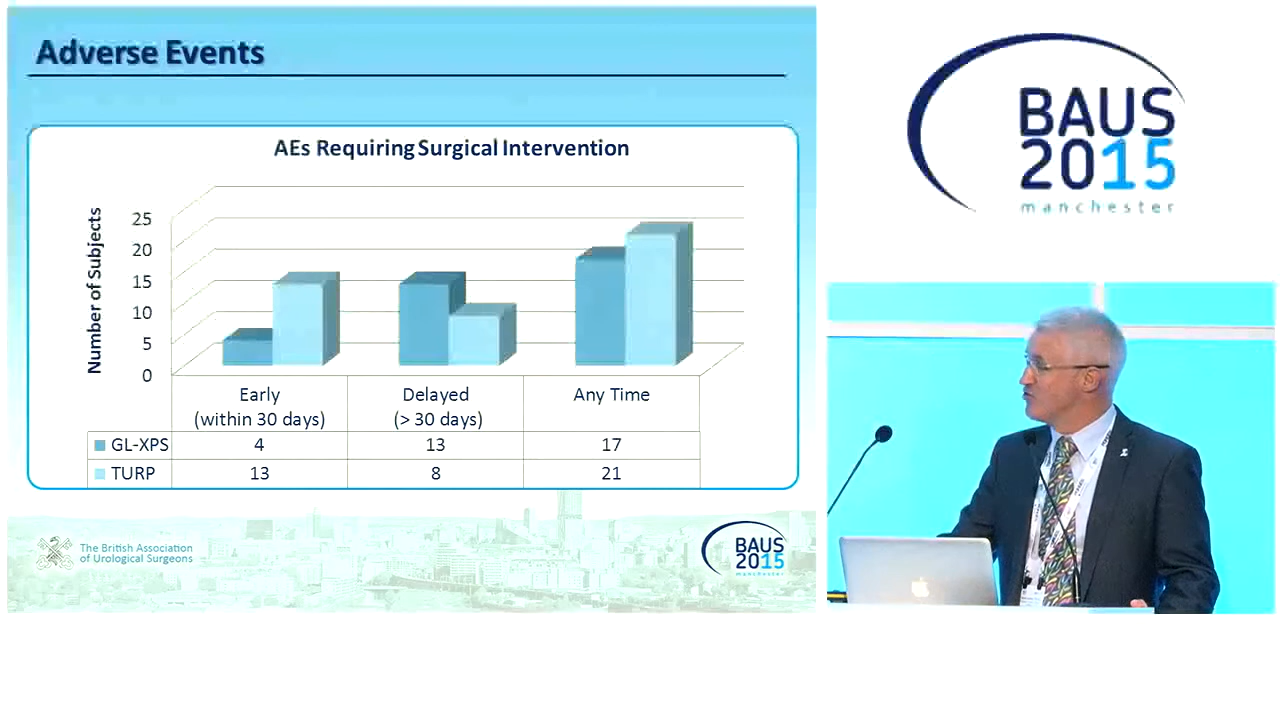 Adverse Events
AEs Requiring Surgical Intervention
Number of Subjects
25
20
15
10
5
0
Early
(within 30 days)
Delayed
(> 30 days)
Any Time
GL-XPS 4 13 17
TURP 13 8 21
The British Association
of Urological Surgeons
BAUS
2015
manchester
BAUS
2015
manchester